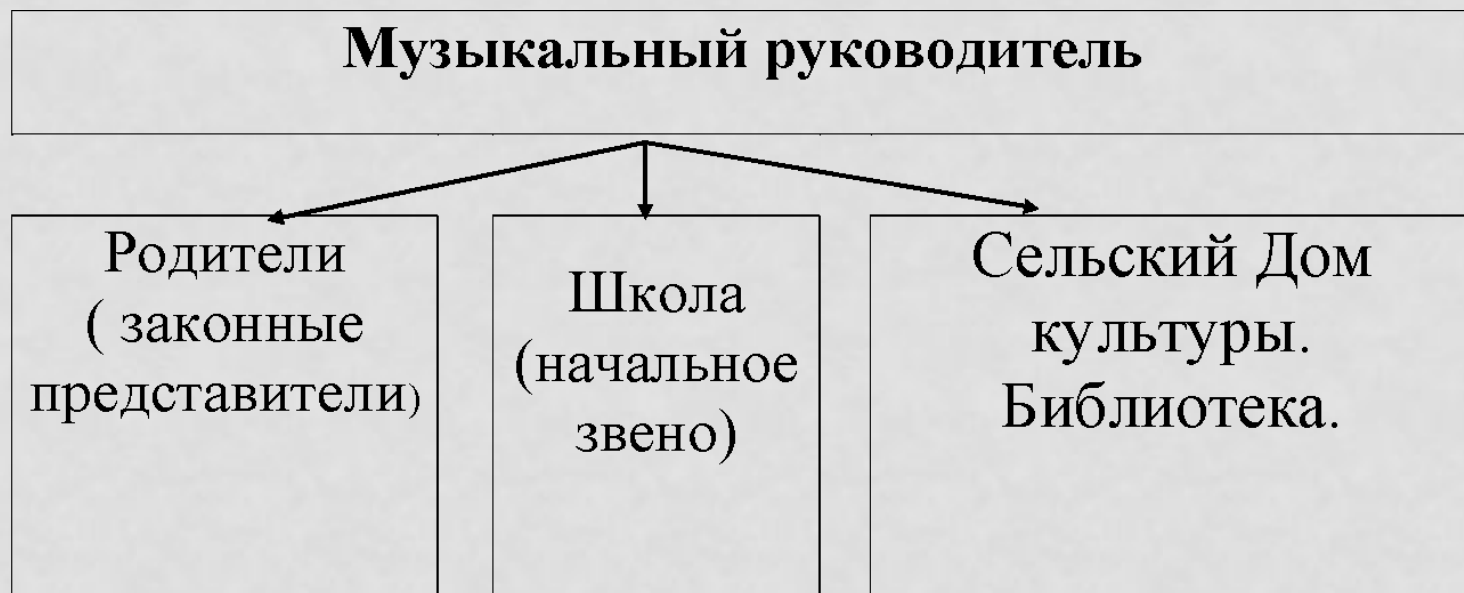 Музыкальный руководитель
Родители
( законные
представители)
Школа
(начальное
звено)
Сельский Дом
культуры.
Библиотека.